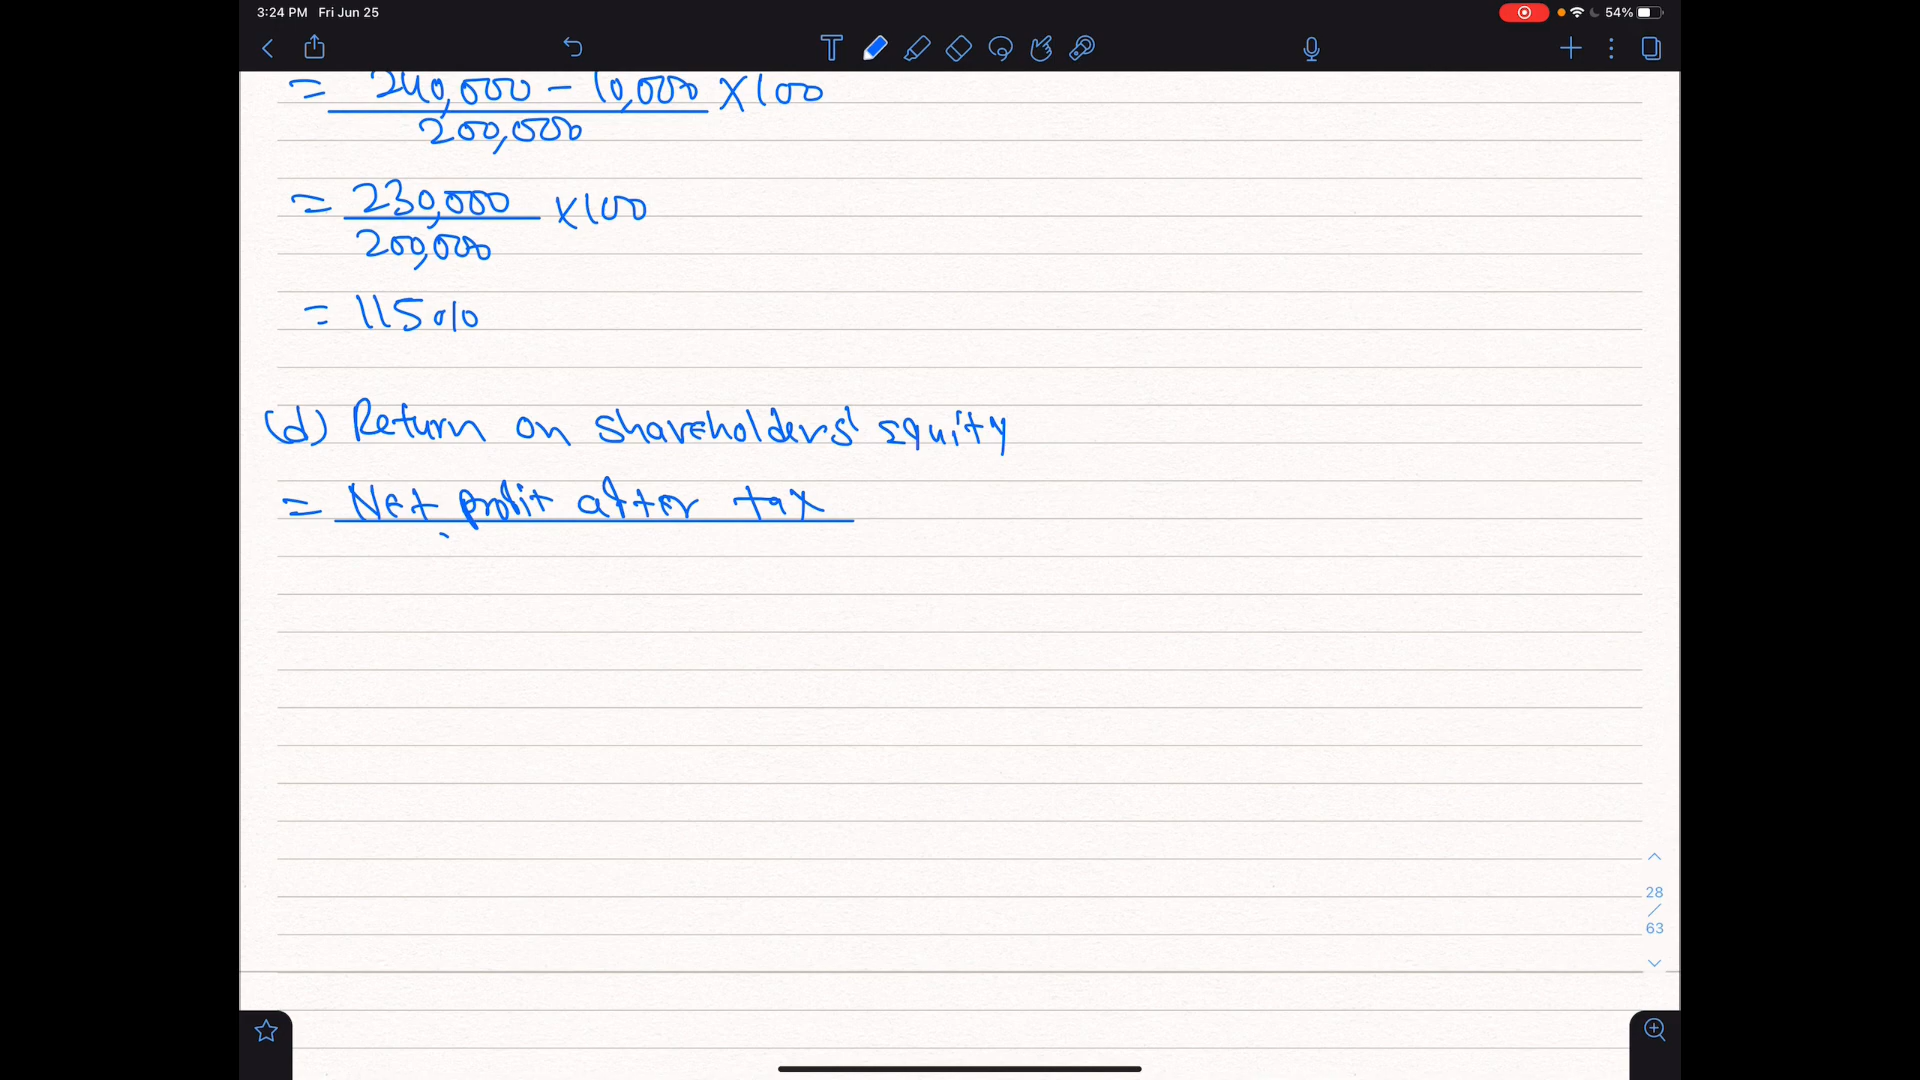 3:24 PM Fri Jun 25
54%
= 240,000 - 10,000 X 100
200,000
= 230,000 X 100
200,000
= 115%
(d) Return on shareholders' equity
= Net profit after tax
28
/
63